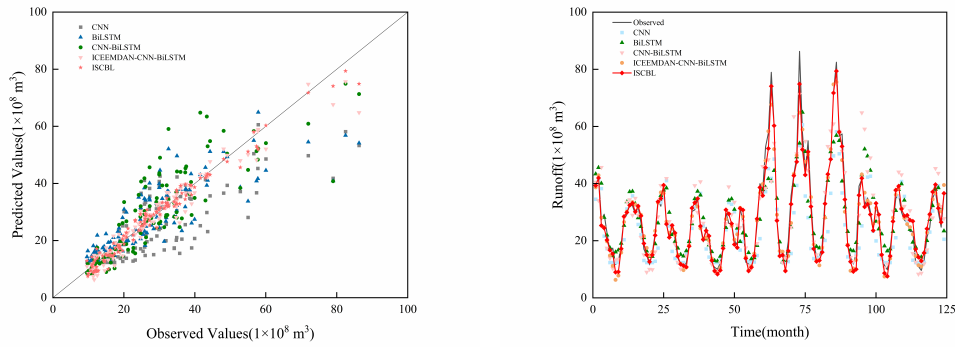 100
80
60
40
20
0
Predicted Values(1×10⁸ m³)
CNN
BiLSTM
CNN-BiLSTM
ICEEMDAN-CNN-BiLSTM
ISCBL
0 20 40 60 80 100
Observed Values(1×10⁸ m³)
100
80
60
40
20
0
Runoff(1×10⁸ m³)
Observed
CNN
BiLSTM
CNN-BiLSTM
ICEEMDAN-CNN-BiLSTM
ISCBL
0 25 50 75 100 125
Time(month)